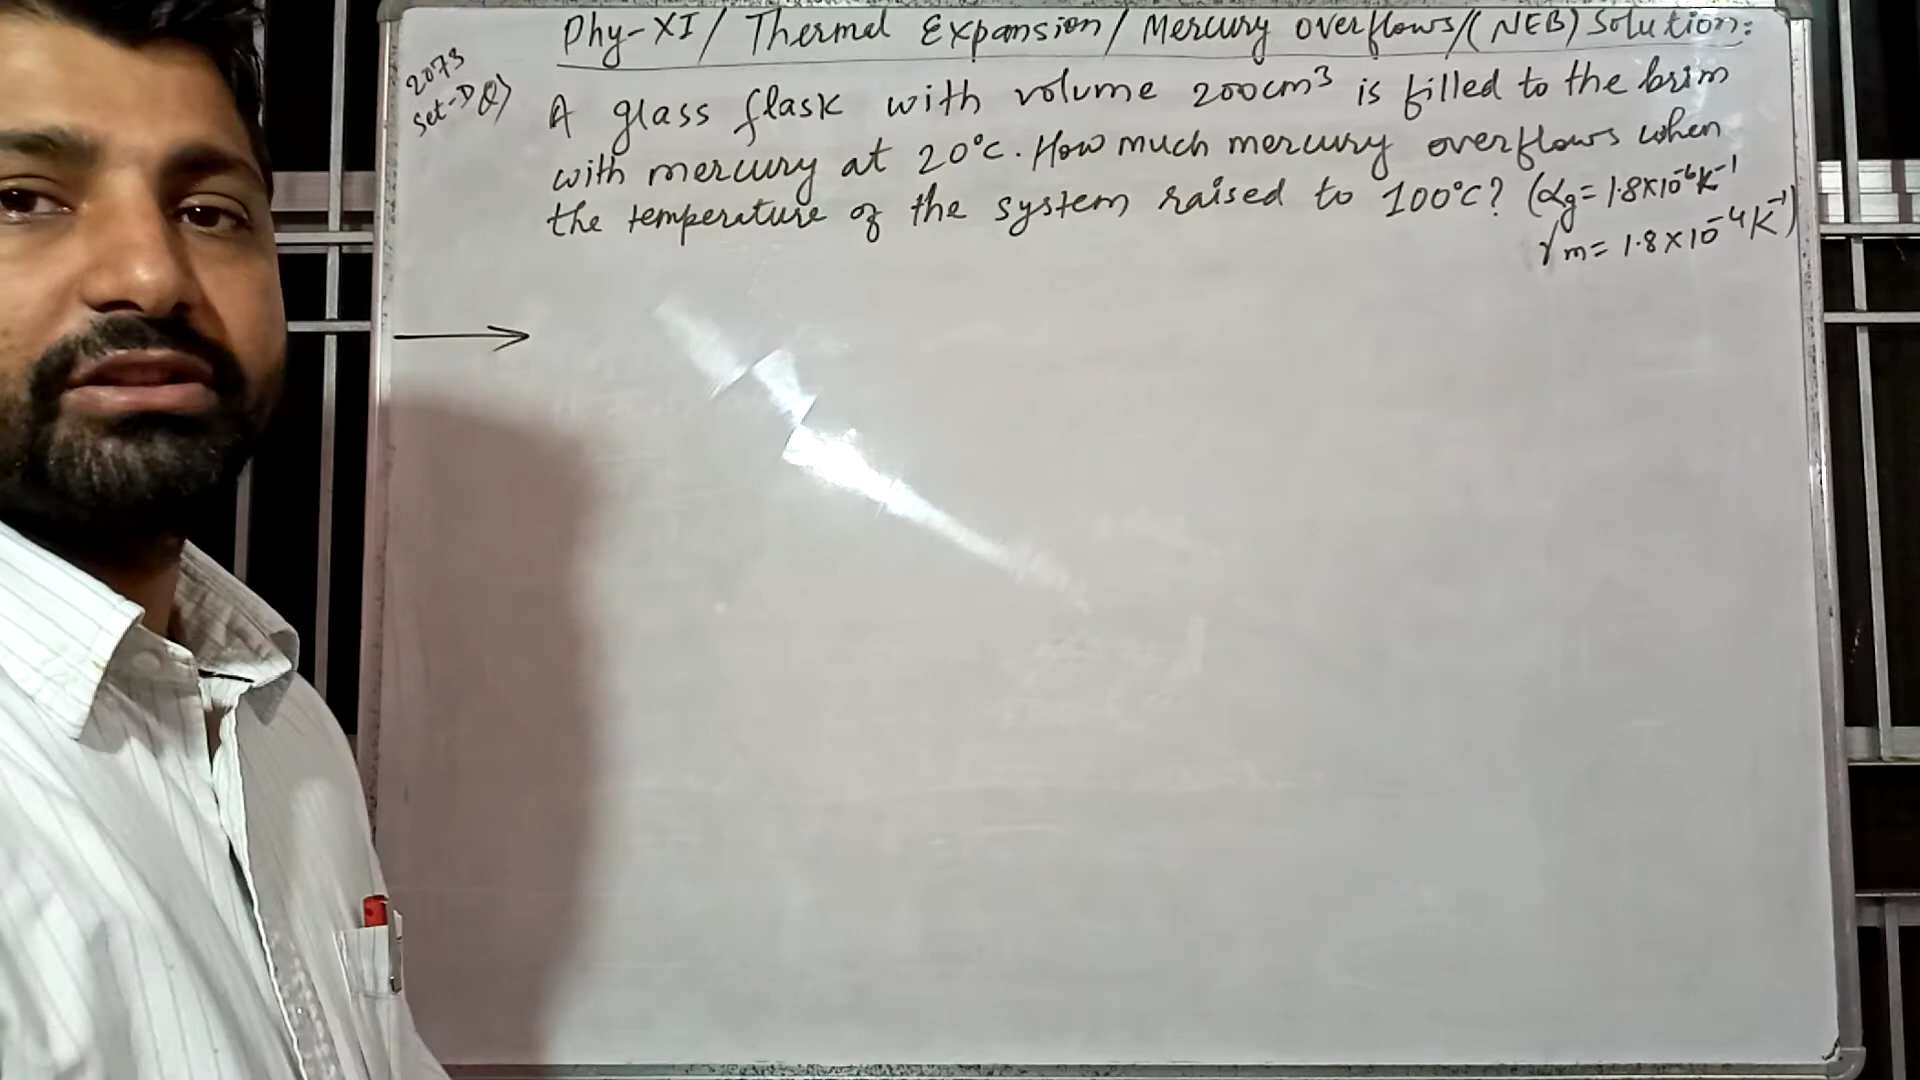 Phy-XI/ Thermal Expansion/ Mercury overflows/(NEB) Solution:
2073
Set-D Q)
A glass flask with volume 200cm³ is filled to the brim
with mercury at 20°C. How much mercury overflows when
the temperature of the system raised to 100°C? (αg = 1.8×10⁻⁶K⁻¹
γm = 1.8×10⁻⁴K⁻¹)